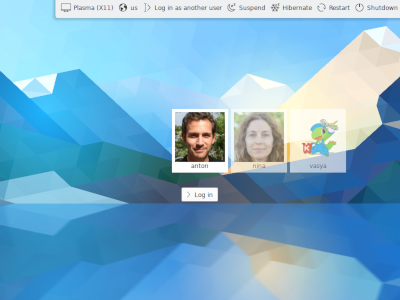 Plasma (X11) us Log in as another user Suspend Hibernate Restart Shutdown
anton nina vasya
Log in